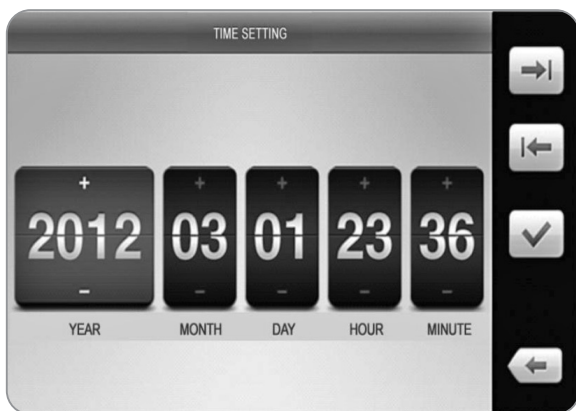 TIME SETTING
+ + + + +
2012 03 01 23 36
− − − − −
YEAR MONTH DAY HOUR MINUTE